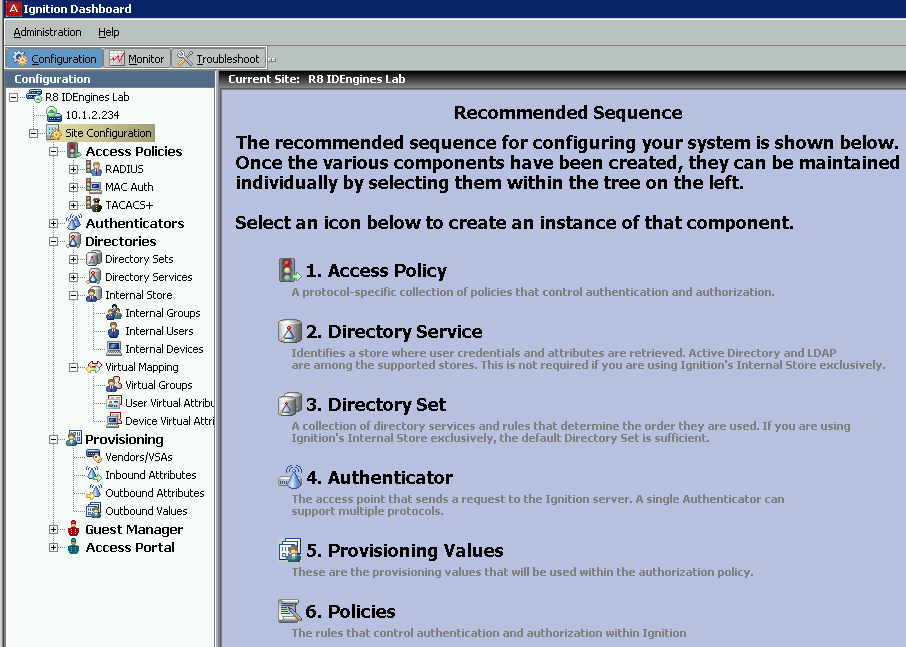 Ignition Dashboard
Administration Help
Configuration Monitor Troubleshoot
Configuration
Current Site: R8 IDEngines Lab
R8 IDEngines Lab
10.1.2.234
Site Configuration
Access Policies
RADIUS
MAC Auth
TACACS+
Authenticators
Directories
Directory Sets
Directory Services
Internal Store
Internal Groups
Internal Users
Internal Devices
Virtual Mapping
Virtual Groups
User Virtual Attribu
Device Virtual Attri
Provisioning
Vendors/VSAs
Inbound Attributes
Outbound Attributes
Outbound Values
Guest Manager
Access Portal
Recommended Sequence
The recommended sequence for configuring your system is shown below.
Once the various components have been created, they can be maintained
individually by selecting them within the tree on the left.
Select an icon below to create an instance of that component.
1. Access Policy
A protocol-specific collection of policies that control authentication and authorization.
2. Directory Service
Identifies a store where user credentials and attributes are retrieved. Active Directory and LDAP
are among the supported stores. This is not required if you are using Ignition's Internal Store exclusively.
3. Directory Set
A collection of directory services and rules that determine the order they are used. If you are using
Ignition's Internal Store exclusively, the default Directory Set is sufficient.
4. Authenticator
The access point that sends a request to the Ignition server. A single Authenticator can
support multiple protocols.
5. Provisioning Values
These are the provisioning values that will be used within the authorization policy.
6. Policies
The rules that control authentication and authorization within Ignition